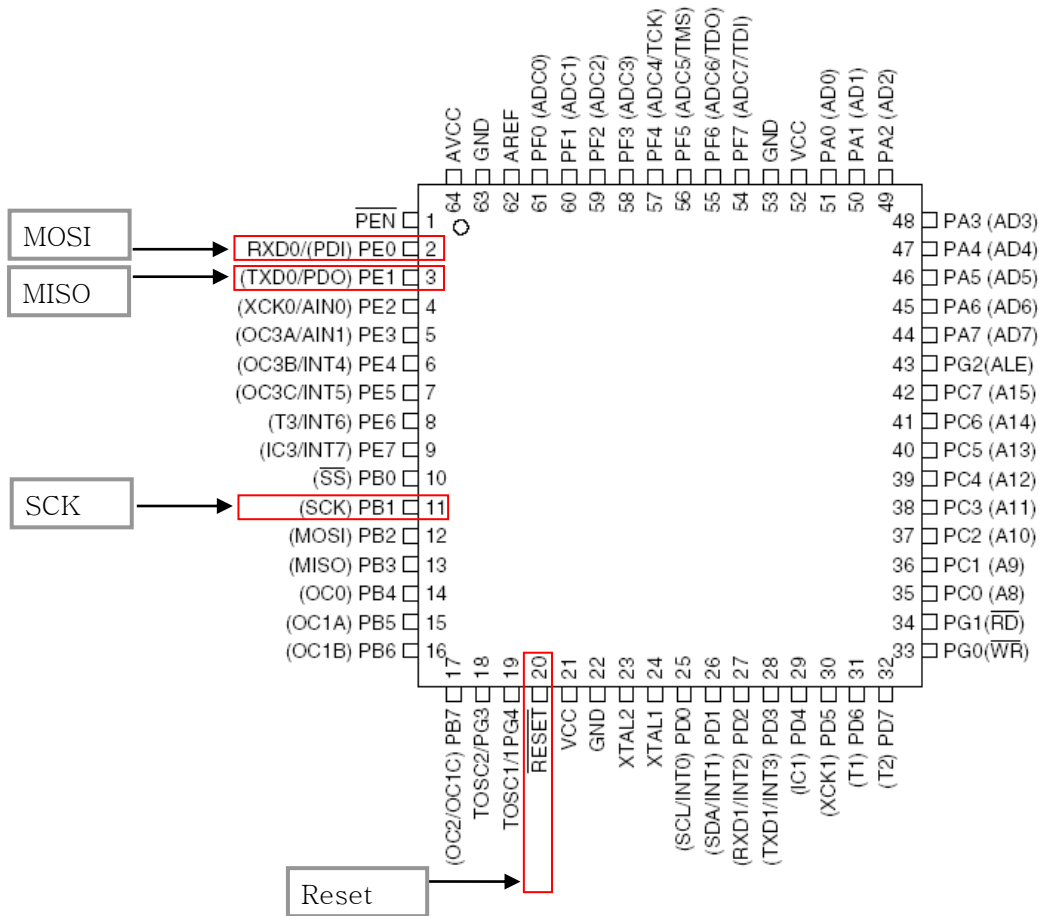 AVCC
GND
AREF
PF0 (ADC0)
PF1 (ADC1)
PF2 (ADC2)
PF3 (ADC3)
PF4 (ADC4/TCK)
PF5 (ADC5/TMS)
PF6 (ADC6/TDO)
PF7 (ADC7/TDI)
GND
VCC
PA0 (AD0)
PA1 (AD1)
PA2 (AD2)
64
63
62
61
60
59
58
57
56
55
54
53
52
51
50
49
PEN 1
MOSI
RXD0/(PDI) PE0 2
(TXD0/PDO) PE1 3
MISO
(XCK0/AIN0) PE2 4
(OC3A/AIN1) PE3 5
(OC3B/INT4) PE4 6
(OC3C/INT5) PE5 7
(T3/INT6) PE6 8
(IC3/INT7) PE7 9
(SS) PB0 10
SCK
(SCK) PB1 11
(MOSI) PB2 12
(MISO) PB3 13
(OC0) PB4 14
(OC1A) PB5 15
(OC1B) PB6 16
48 PA3 (AD3)
47 PA4 (AD4)
46 PA5 (AD5)
45 PA6 (AD6)
44 PA7 (AD7)
43 PG2(ALE)
42 PC7 (A15)
41 PC6 (A14)
40 PC5 (A13)
39 PC4 (A12)
38 PC3 (A11)
37 PC2 (A10)
36 PC1 (A9)
35 PC0 (A8)
34 PG1(RD)
33 PG0(WR)
17
18
19
20
21
22
23
24
25
26
27
28
29
30
31
32
(OC2/OC1C) PB7
TOSC2/PG3
TOSC1/1PG4
RESET
VCC
GND
XTAL2
XTAL1
(SCL/INT0) PD0
(SDA/INT1) PD1
(RXD1/INT2) PD2
(TXD1/INT3) PD3
(IC1) PD4
(XCK1) PD5
(T1) PD6
(T2) PD7
Reset